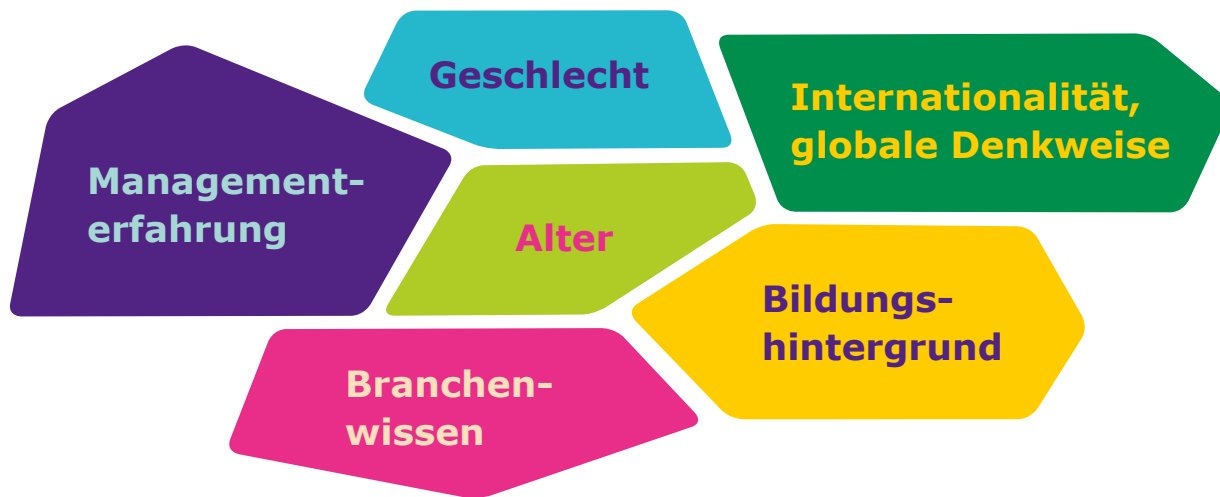 Geschlecht
Internationalität,
globale Denkweise
Management-
erfahrung
Alter
Bildungs-
hintergrund
Branchen-
wissen